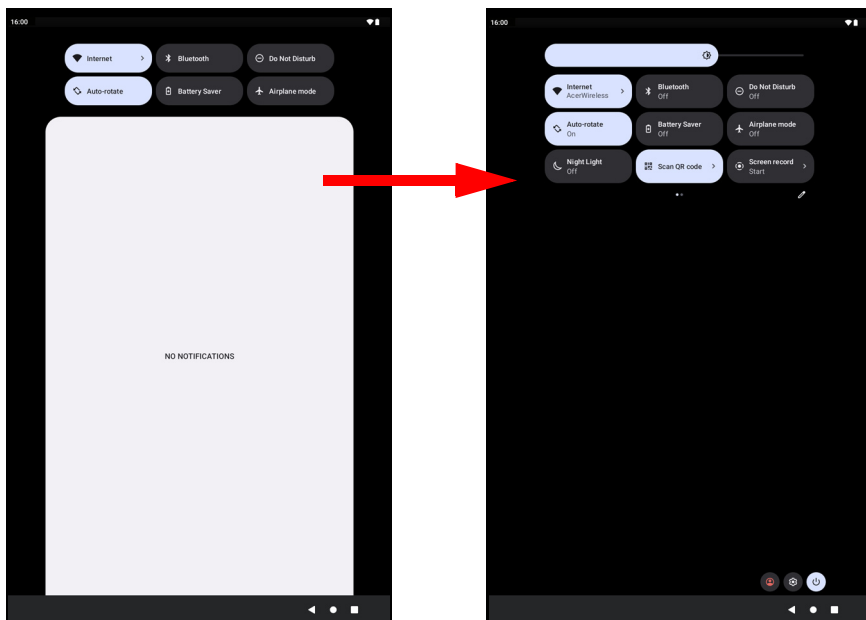 16:00
Internet
Bluetooth
Do Not Disturb
Auto-rotate
Battery Saver
Airplane mode
NO NOTIFICATIONS
16:00
Internet
AcerWireless
Bluetooth
Off
Do Not Disturb
Off
Auto-rotate
On
Battery Saver
Off
Airplane mode
Off
Night Light
Off
Scan QR code
Screen record
Start